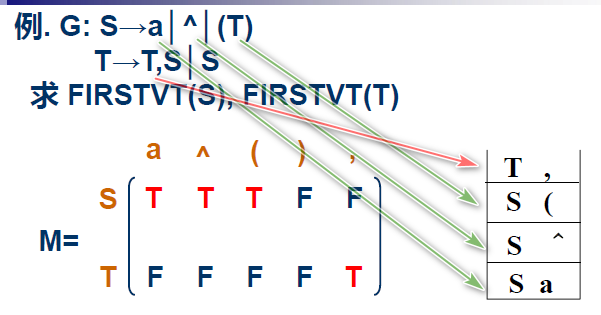 例. G: S→a│^│(T)
T→T,S│S
求 FIRSTVT(S), FIRSTVT(T)
a ^ ( ) ,
S T T T F F
M=
T F F F F T
T ,
S (
S ^
S a